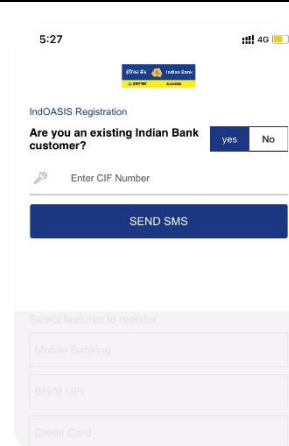 5:27
4G
इंडियन बैंक Indian Bank
IndOASIS Registration
Are you an existing Indian Bank
customer?
yes No
Enter CIF Number
SEND SMS
Select features to register
Mobile Banking
BHIM UPI
Credit Card